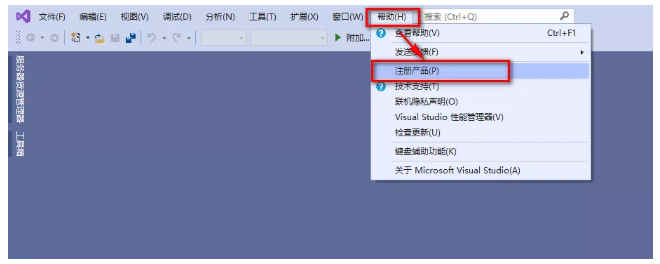 文件(F) 编辑(E) 视图(V) 调试(D) 分析(N) 工具(T) 扩展(X) 窗口(W) 帮助(H) 搜索 (Ctrl+Q)
附加...
查看帮助(V) Ctrl+F1
发送反馈(F)
注册产品(P)
技术支持(T)
联机隐私声明(O)
Visual Studio 性能管理器(V)
检查更新(U)
键盘辅助功能(K)
关于 Microsoft Visual Studio(A)
服务器资源管理器
工具箱